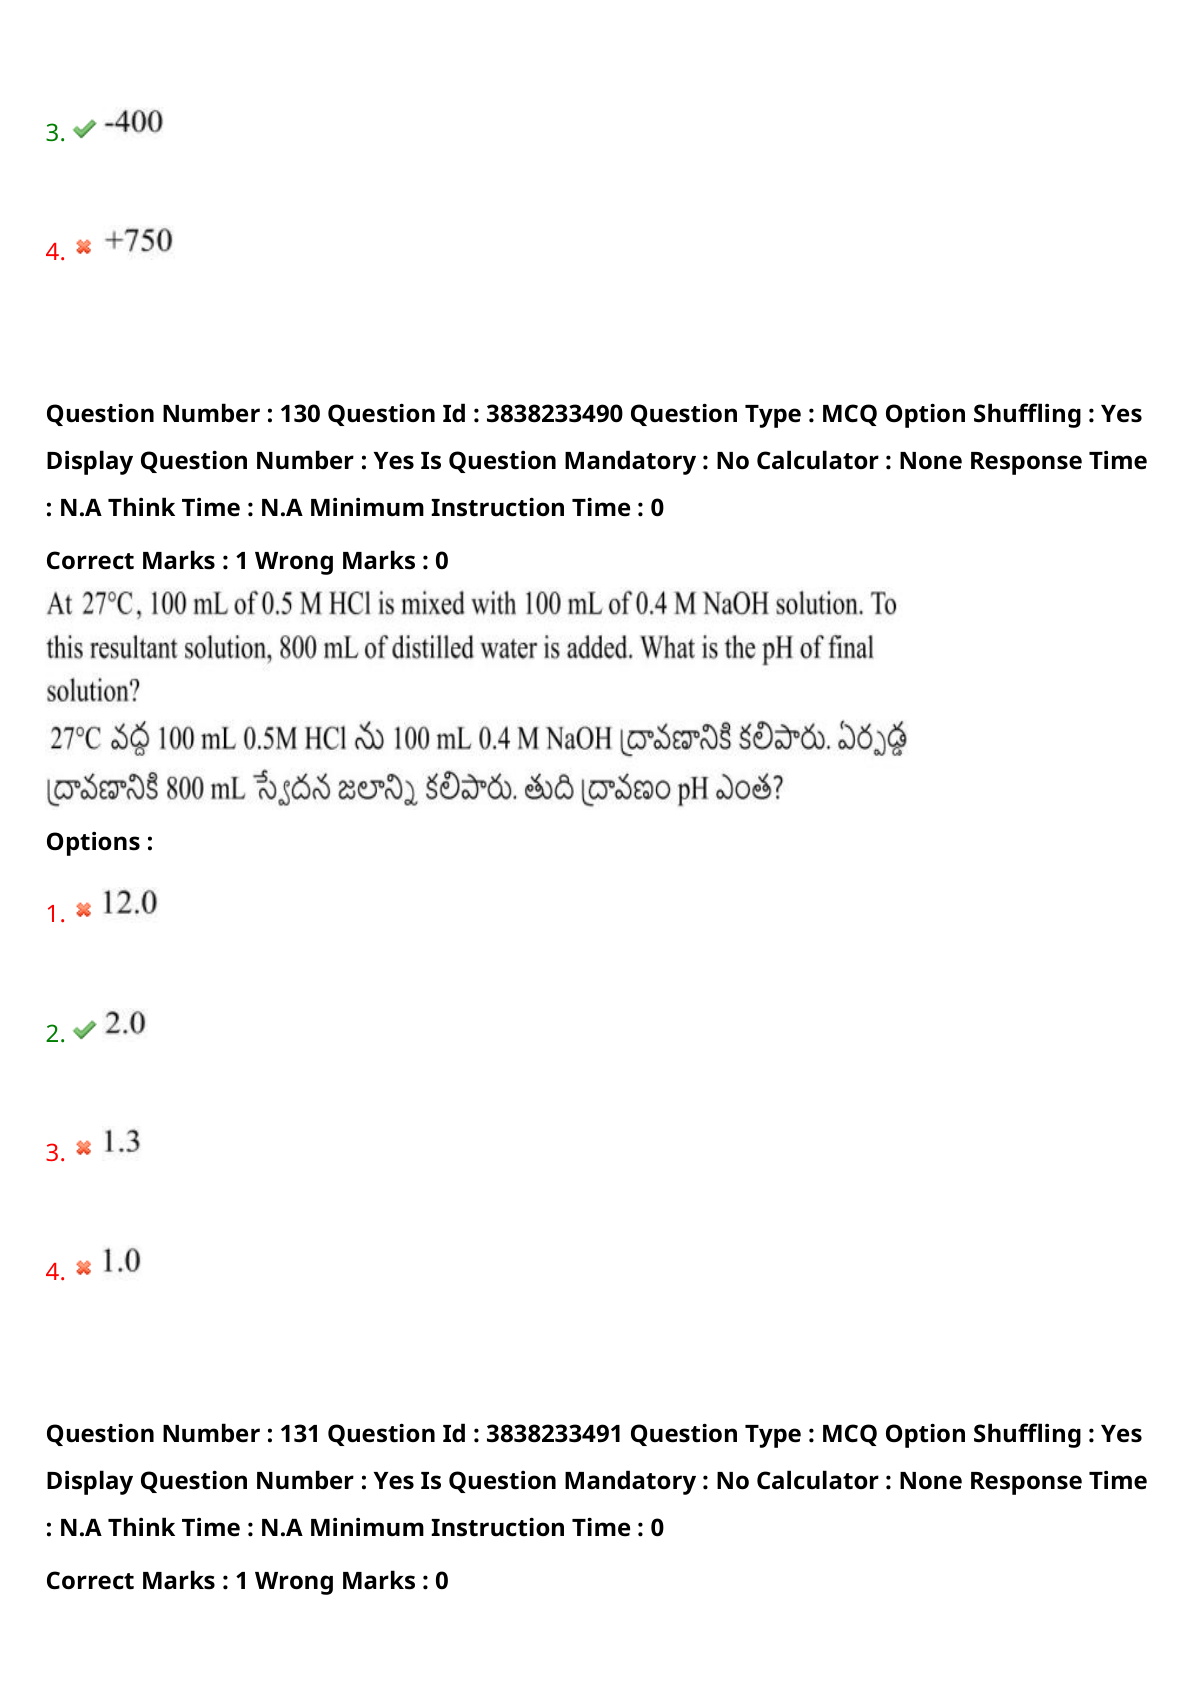 3. -400
4. +750
Question Number : 130 Question Id : 3838233490 Question Type : MCQ Option Shuffling : Yes
Display Question Number : Yes Is Question Mandatory : No Calculator : None Response Time
: N.A Think Time : N.A Minimum Instruction Time : 0
Correct Marks : 1 Wrong Marks : 0
At 27°C, 100 mL of 0.5 M HCl is mixed with 100 mL of 0.4 M NaOH solution. To
this resultant solution, 800 mL of distilled water is added. What is the pH of final
solution?
27°C వద్ద 100 mL 0.5M HCl ను 100 mL 0.4 M NaOH ద్రావణానికి కలిపారు. ఏర్పడ్డ
ద్రావణానికి 800 mL స్వేదన జలాన్ని కలిపారు. తుది ద్రావణం pH ఎంత?
Options :
1. 12.0
2. 2.0
3. 1.3
4. 1.0
Question Number : 131 Question Id : 3838233491 Question Type : MCQ Option Shuffling : Yes
Display Question Number : Yes Is Question Mandatory : No Calculator : None Response Time
: N.A Think Time : N.A Minimum Instruction Time : 0
Correct Marks : 1 Wrong Marks : 0